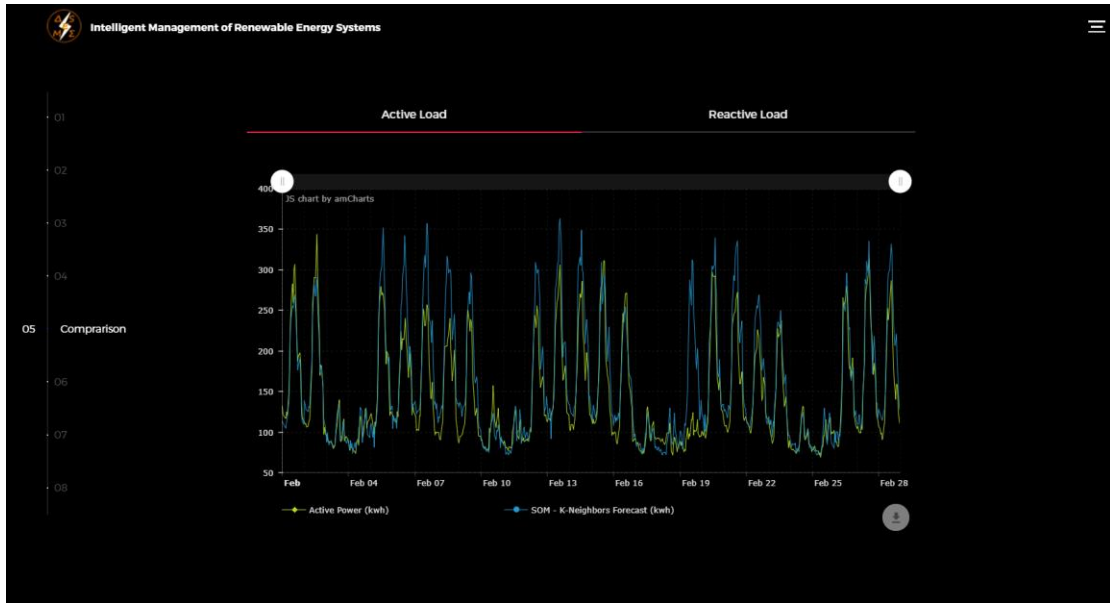 A S
M Σ
Intelligent Management of Renewable Energy Systems
01
02
03
04
05 Comprarison
06
07
08
Active Load
Reactive Load
JS chart by amCharts
400
350
300
250
200
150
100
50
Feb
Feb 04
Feb 07
Feb 10
Feb 13
Feb 16
Feb 19
Feb 22
Feb 25
Feb 28
Active Power (kwh)
SOM - K-Neighbors Forecast (kwh)